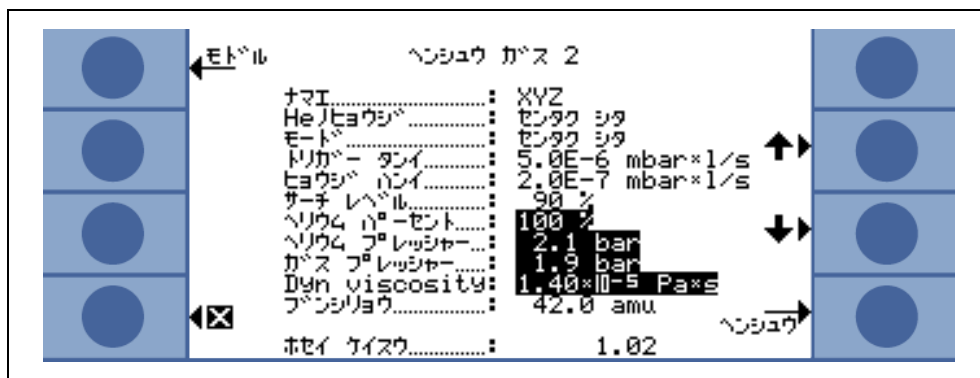 モドル ヘンシュウ ガス 2
ナマエ..............................: XYZ
Heノヒョウジ..................: センタク シタ
モード............................: センタク シタ
トリガー タンイ............: 5.0E-6 mbar×l/s
ヒョウジ ハンイ............: 2.0E-7 mbar×l/s
サーチ レベル...............: 90 %
ヘリウム パーセント......: 100 %
ヘリウム プレッシャー...: 2.1 bar
ガス プレッシャー.........: 1.9 bar
Dyn viscosity: 1.40×10-5 Pa×s
ブンシリョウ..................: 42.0 amu
ヘンシュウ
ホセイ ケイスウ...............: 1.02